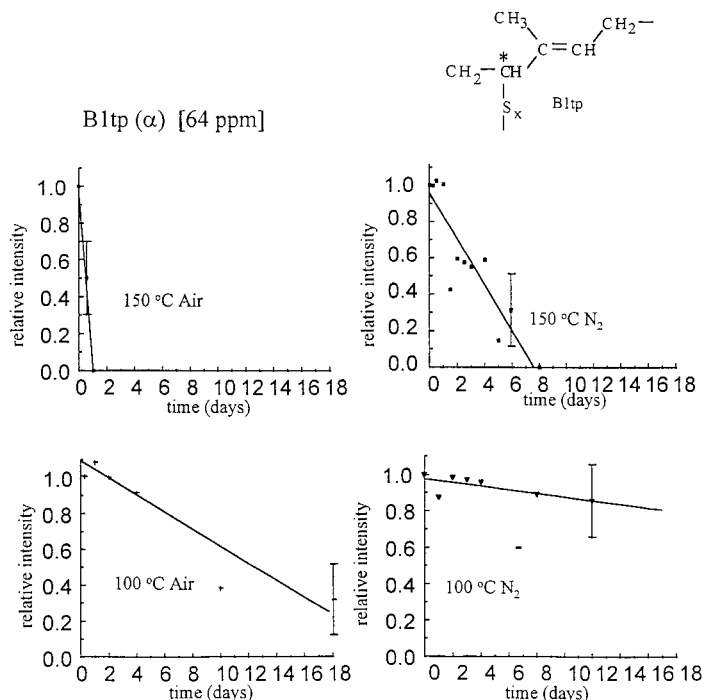 CH3
CH2—
C=CH
*
CH2—CH
Sx
B1tp
B1tp (α) [64 ppm]
relative intensity
1.0
0.8
0.6
0.4
0.2
0.0
150 °C Air
0 2 4 6 8 10 12 14 16 18
time (days)
relative intensity
1.0
0.8
0.6
0.4
0.2
0.0
150 °C N2
0 2 4 6 8 10 12 14 16 18
time (days)
relative intensity
1.0
0.8
0.6
0.4
0.2
0.0
100 °C Air
0 2 4 6 8 10 12 14 16 18
time (days)
relative intensity
1.0
0.8
0.6
0.4
0.2
0.0
100 °C N2
0 2 4 6 8 10 12 14 16 18
time (days)